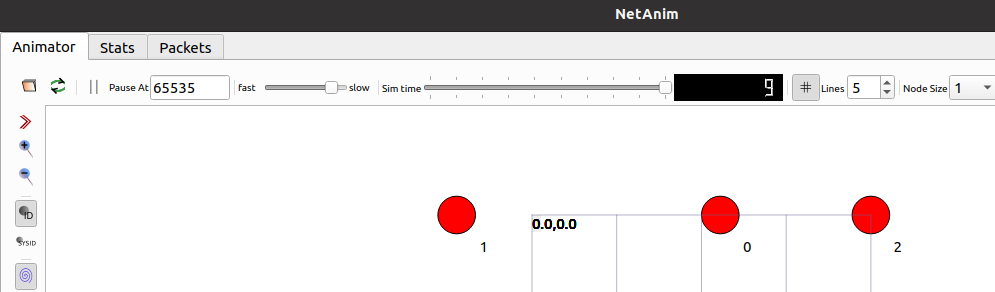 NetAnim
Animator Stats Packets
Pause At 65535 fast slow Sim time 9 # Lines 5 Node Size 1
ID
SYSID
0.0,0.0
1 0 2